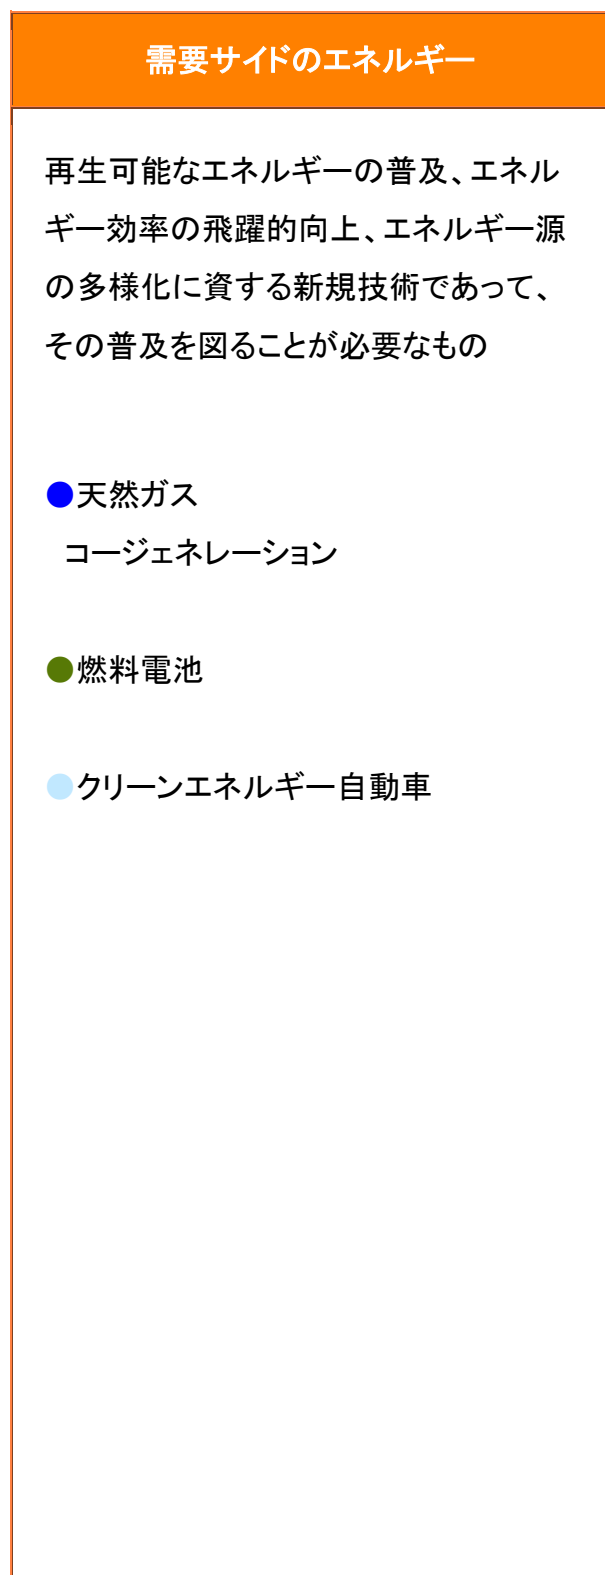 需要サイドのエネルギー
再生可能なエネルギーの普及、エネル
ギー効率の飛躍的向上、エネルギー源
の多様化に資する新規技術であって、
その普及を図ることが必要なもの
●天然ガス
コージェネレーション
●燃料電池
●クリーンエネルギー自動車